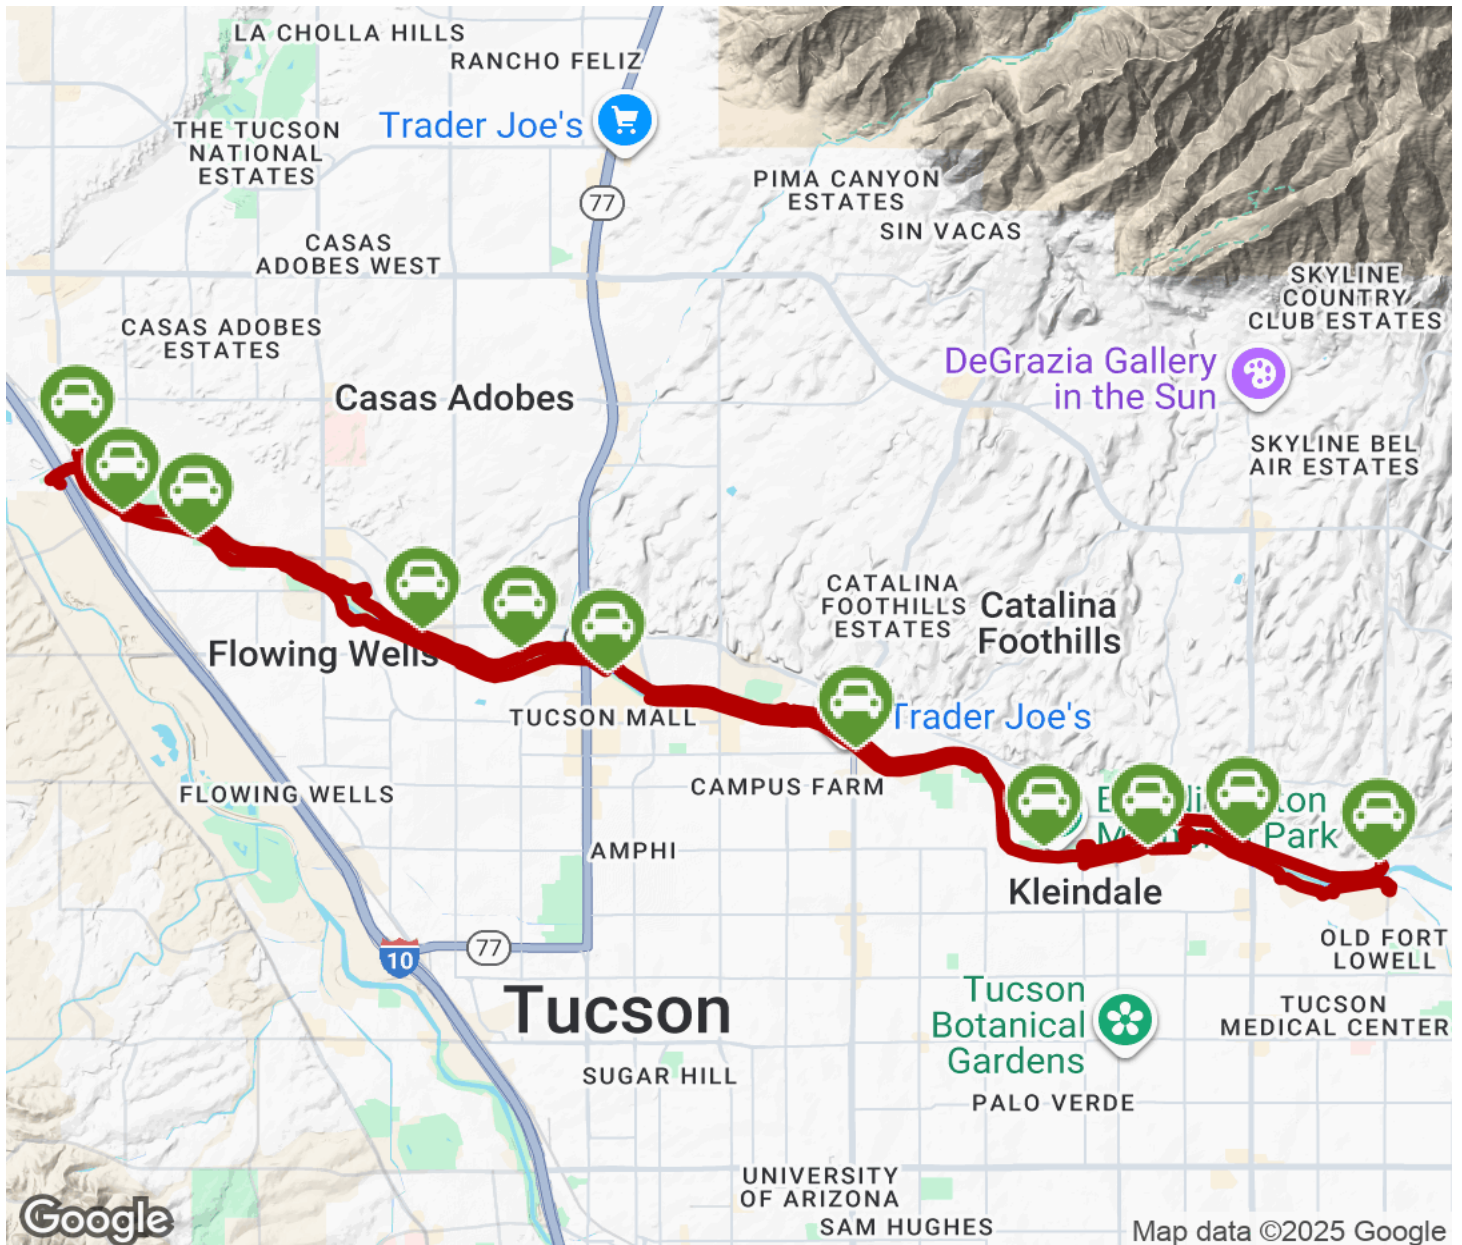 LA CHOLLA HILLS
RANCHO FELIZ
Trader Joe's
THE TUCSON
NATIONAL
ESTATES
77
PIMA CANYON
ESTATES
SIN VACAS
CASAS
ADOBES WEST
SKYLINE
COUNTRY
CLUB ESTATES
CASAS ADOBES
ESTATES
DeGrazia Gallery
in the Sun
Casas Adobes
SKYLINE BEL
AIR ESTATES
CATALINA
FOOTHILLS
ESTATES
Catalina
Foothills
Flowing Wells
TUCSON MALL
Trader Joe's
FLOWING WELLS
CAMPUS FARM
Park
AMPHI
Kleindale
77
10
OLD FORT
LOWELL
Tucson
Tucson
Botanical
Gardens
TUCSON
MEDICAL CENTER
SUGAR HILL
PALO VERDE
UNIVERSITY
OF ARIZONA
SAM HUGHES
Google
Map data ©2025 Google